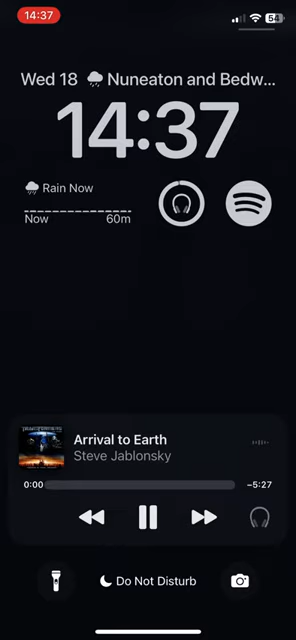 14:37
54
Wed 18 Nuneaton and Bedw...
14:37
Rain Now
Now 60m
Arrival to Earth
Steve Jablonsky
0:00 -5:27
Do Not Disturb